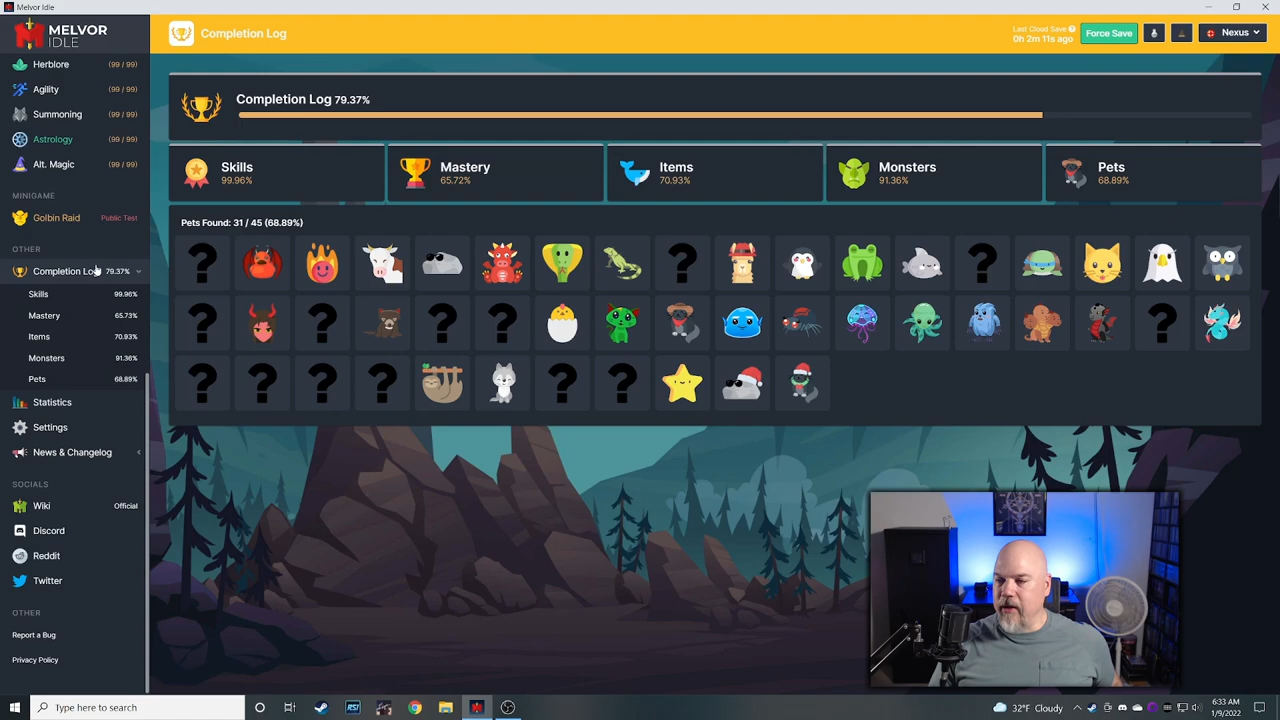 Melvor Idle
MELVOR
IDLE
Completion Log
Last Cloud Save
0h 2m 11s ago
Force Save
Nexus
Herblore (99 / 99)
Agility (99 / 99)
Summoning (99 / 99)
Astrology (99 / 99)
Alt. Magic (99 / 99)
MINIGAME
Golbin Raid Public Test
OTHER
Completion Log 79.37%
Skills 99.96%
Mastery 65.73%
Items 70.93%
Monsters 91.36%
Pets 68.89%
Statistics
Settings
News & Changelog
SOCIALS
Wiki Official
Discord
Reddit
Twitter
OTHER
Report a Bug
Privacy Policy
Completion Log 79.37%
Skills
99.96%
Mastery
65.72%
Items
70.93%
Monsters
91.36%
Pets
68.89%
Pets Found: 31 / 45 (68.89%)
? ? ?
? ? ? ? ?
? ? ? ? ? ?
Type here to search
RSI
32°F Cloudy
6:33 AM
1/9/2022